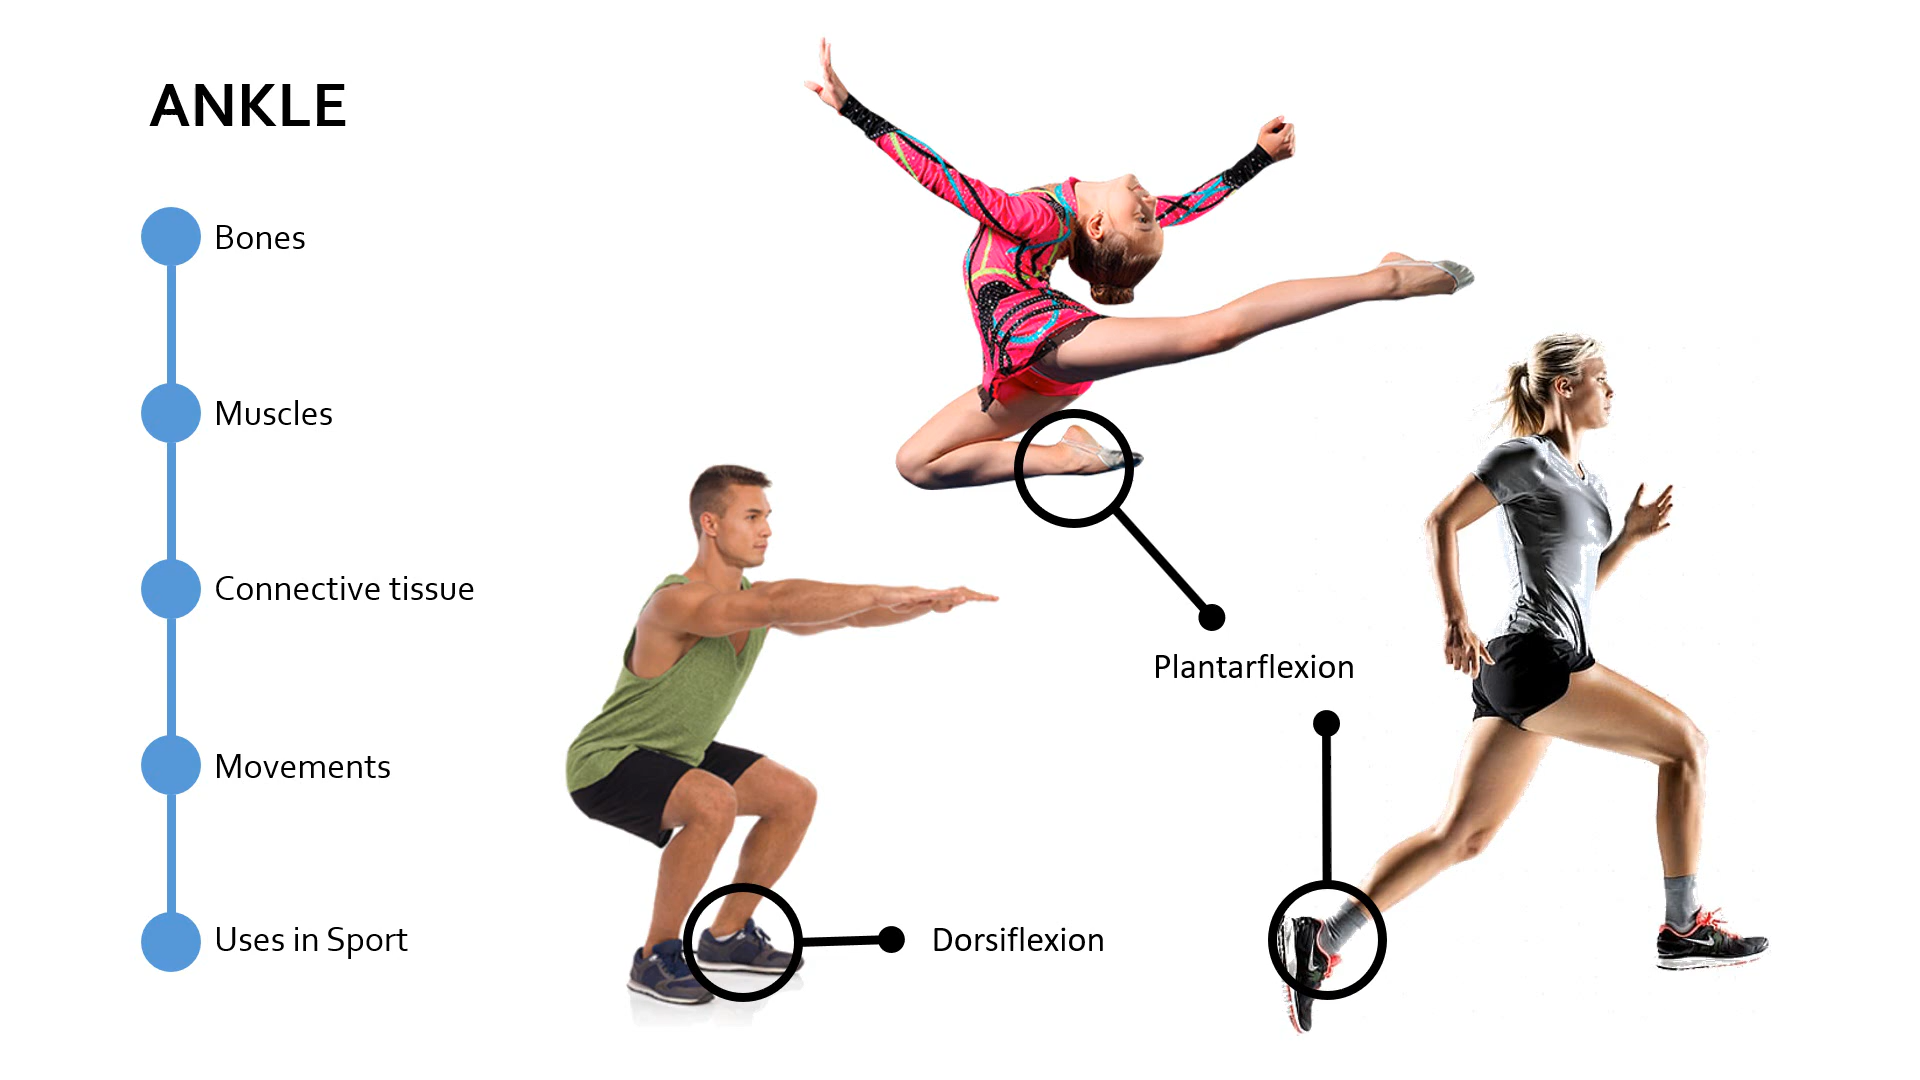 ANKLE
Bones
Muscles
Connective tissue
Movements
Uses in Sport
Plantarflexion
Dorsiflexion